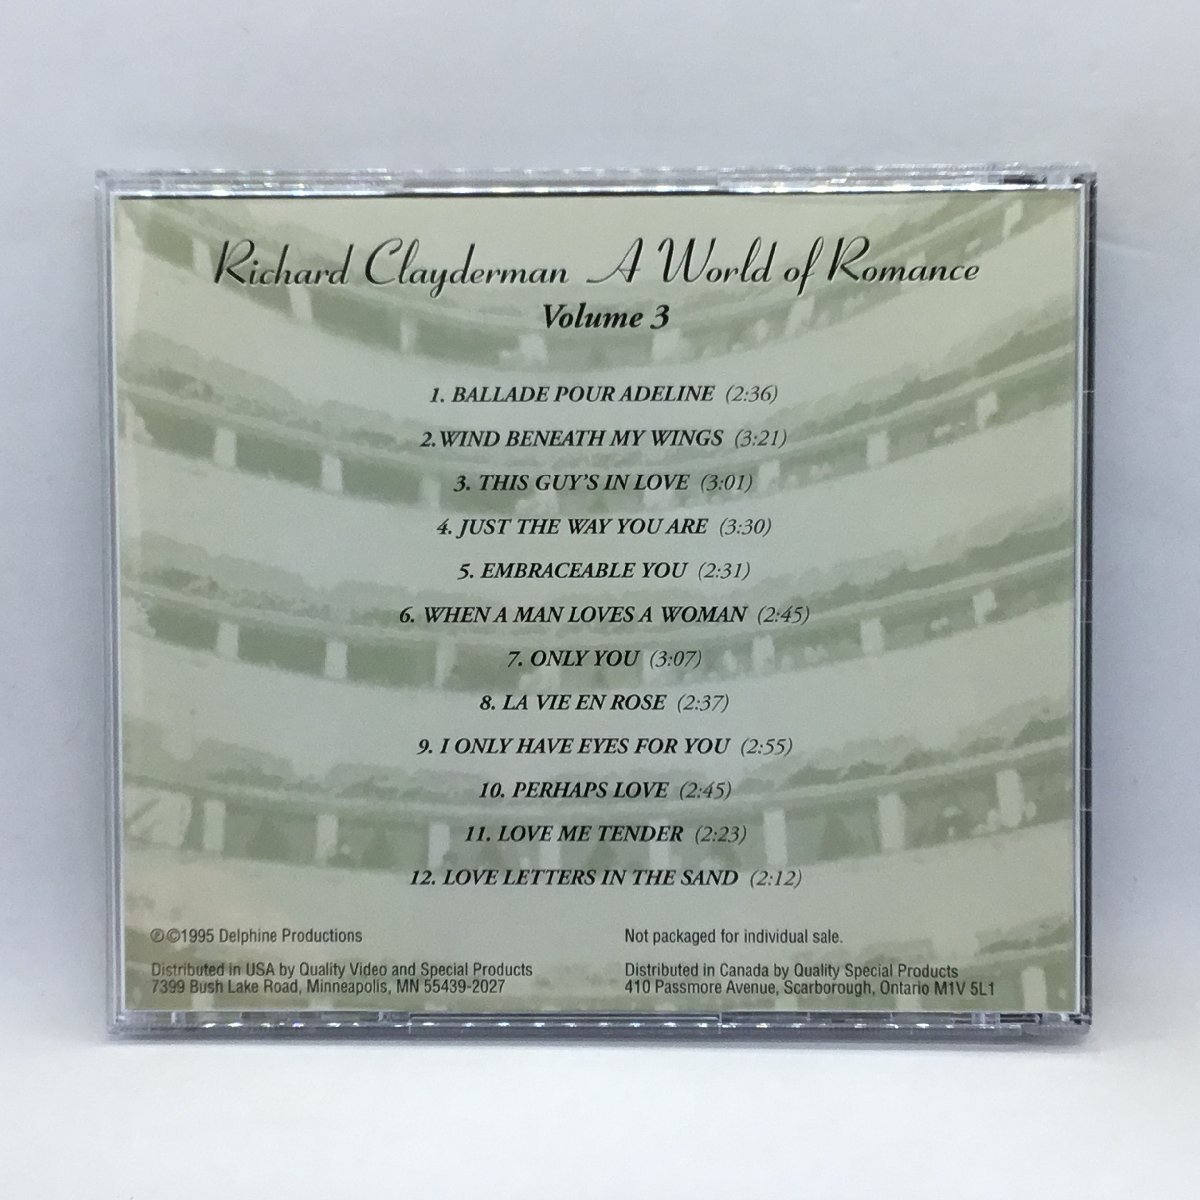 Richard Clayderman A World of Romance
Volume 3
1. BALLADE POUR ADELINE (2:36)
2. WIND BENEATH MY WINGS (3:21)
3. THIS GUY'S IN LOVE (3:01)
4. JUST THE WAY YOU ARE (3:30)
5. EMBRACEABLE YOU (2:31)
6. WHEN A MAN LOVES A WOMAN (2:45)
7. ONLY YOU (3:07)
8. LA VIE EN ROSE (2:37)
9. I ONLY HAVE EYES FOR YOU (2:55)
10. PERHAPS LOVE (2:45)
11. LOVE ME TENDER (2:23)
12. LOVE LETTERS IN THE SAND (2:12)
℗©1995 Delphine Productions
Distributed in USA by Quality Video and Special Products
7399 Bush Lake Road, Minneapolis, MN 55439-2027
Not packaged for individual sale.
Distributed in Canada by Quality Special Products
410 Passmore Avenue, Scarborough, Ontario M1V 5L1